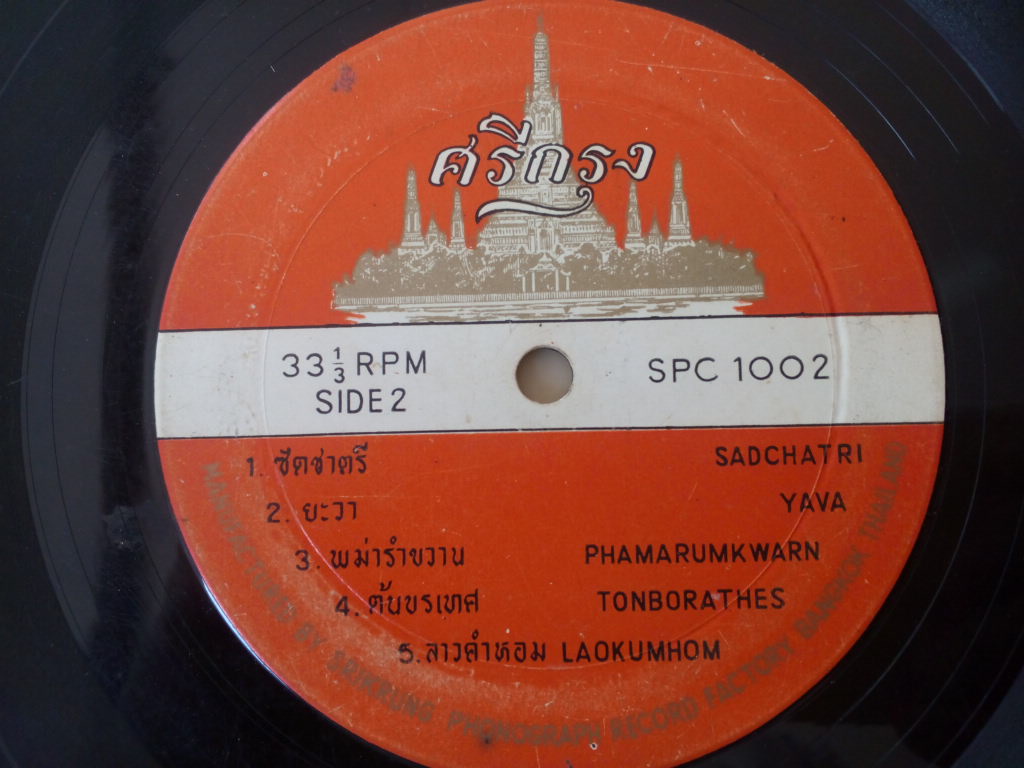 ศรีกรุง
33 1/3 RPM
SIDE 2
SPC 1002
1. ซัดชาตรี SADCHATRI
2. ยะวา YAVA
3. พม่ารำขวาน PHAMARUMKWARN
4. ต้นบรเทศ TONBORATHES
5. ลาวคำหอม LAOKUMHOM
MANUFACTURED BY SRIKRUNG PHONOGRAPH RECORD FACTORY BANGKOK THAILAND